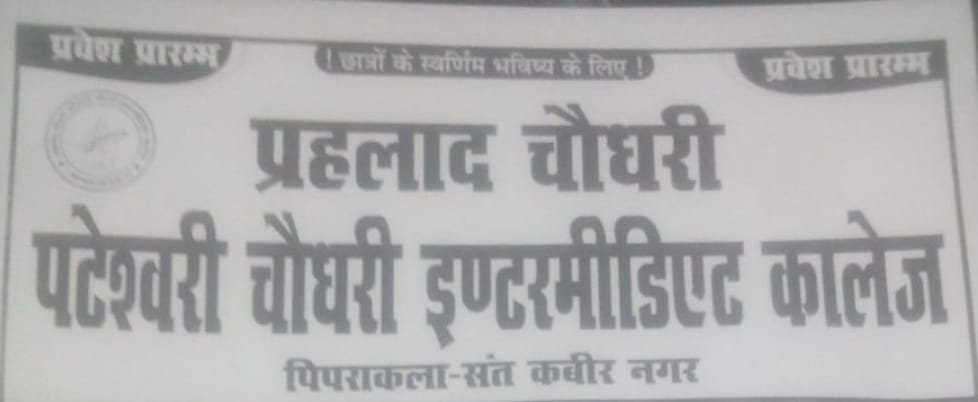 प्रवेश प्रारम्भ ! छात्रों के स्वर्णिम भविष्य के लिए ! प्रवेश प्रारम्भ
प्रहलाद चौधरी
पटेश्वरी चौधरी इण्टरमीडिएट कालेज
पिपराकला-संत कबीर नगर